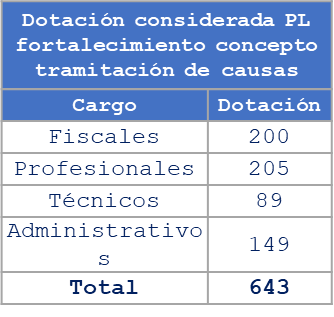 Dotación considerada PL
fortalecimiento concepto
tramitación de causas
Cargo Dotación
Fiscales 200
Profesionales 205
Técnicos 89
Administrativo
s 149
Total 643